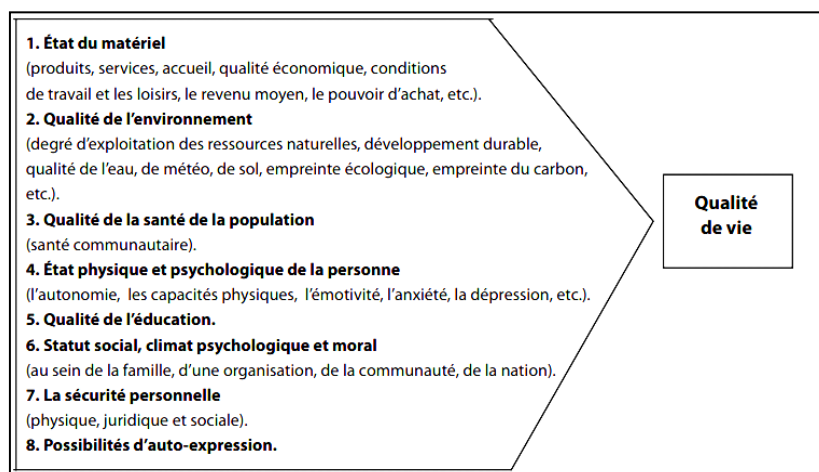 1. État du matériel
(produits, services, accueil, qualité économique, conditions
de travail et les loisirs, le revenu moyen, le pouvoir d’achat, etc.).
2. Qualité de l’environnement
(degré d’exploitation des ressources naturelles, développement durable,
qualité de l’eau, de météo, de sol, empreinte écologique, empreinte du carbon,
etc.).
3. Qualité de la santé de la population
(santé communautaire).
4. État physique et psychologique de la personne
(l’autonomie, les capacités physiques, l’émotivité, l’anxiété, la dépression, etc.).
5. Qualité de l’éducation.
6. Statut social, climat psychologique et moral
(au sein de la famille, d’une organisation, de la communauté, de la nation).
7. La sécurité personnelle
(physique, juridique et sociale).
8. Possibilités d’auto-expression.
Qualité
de vie